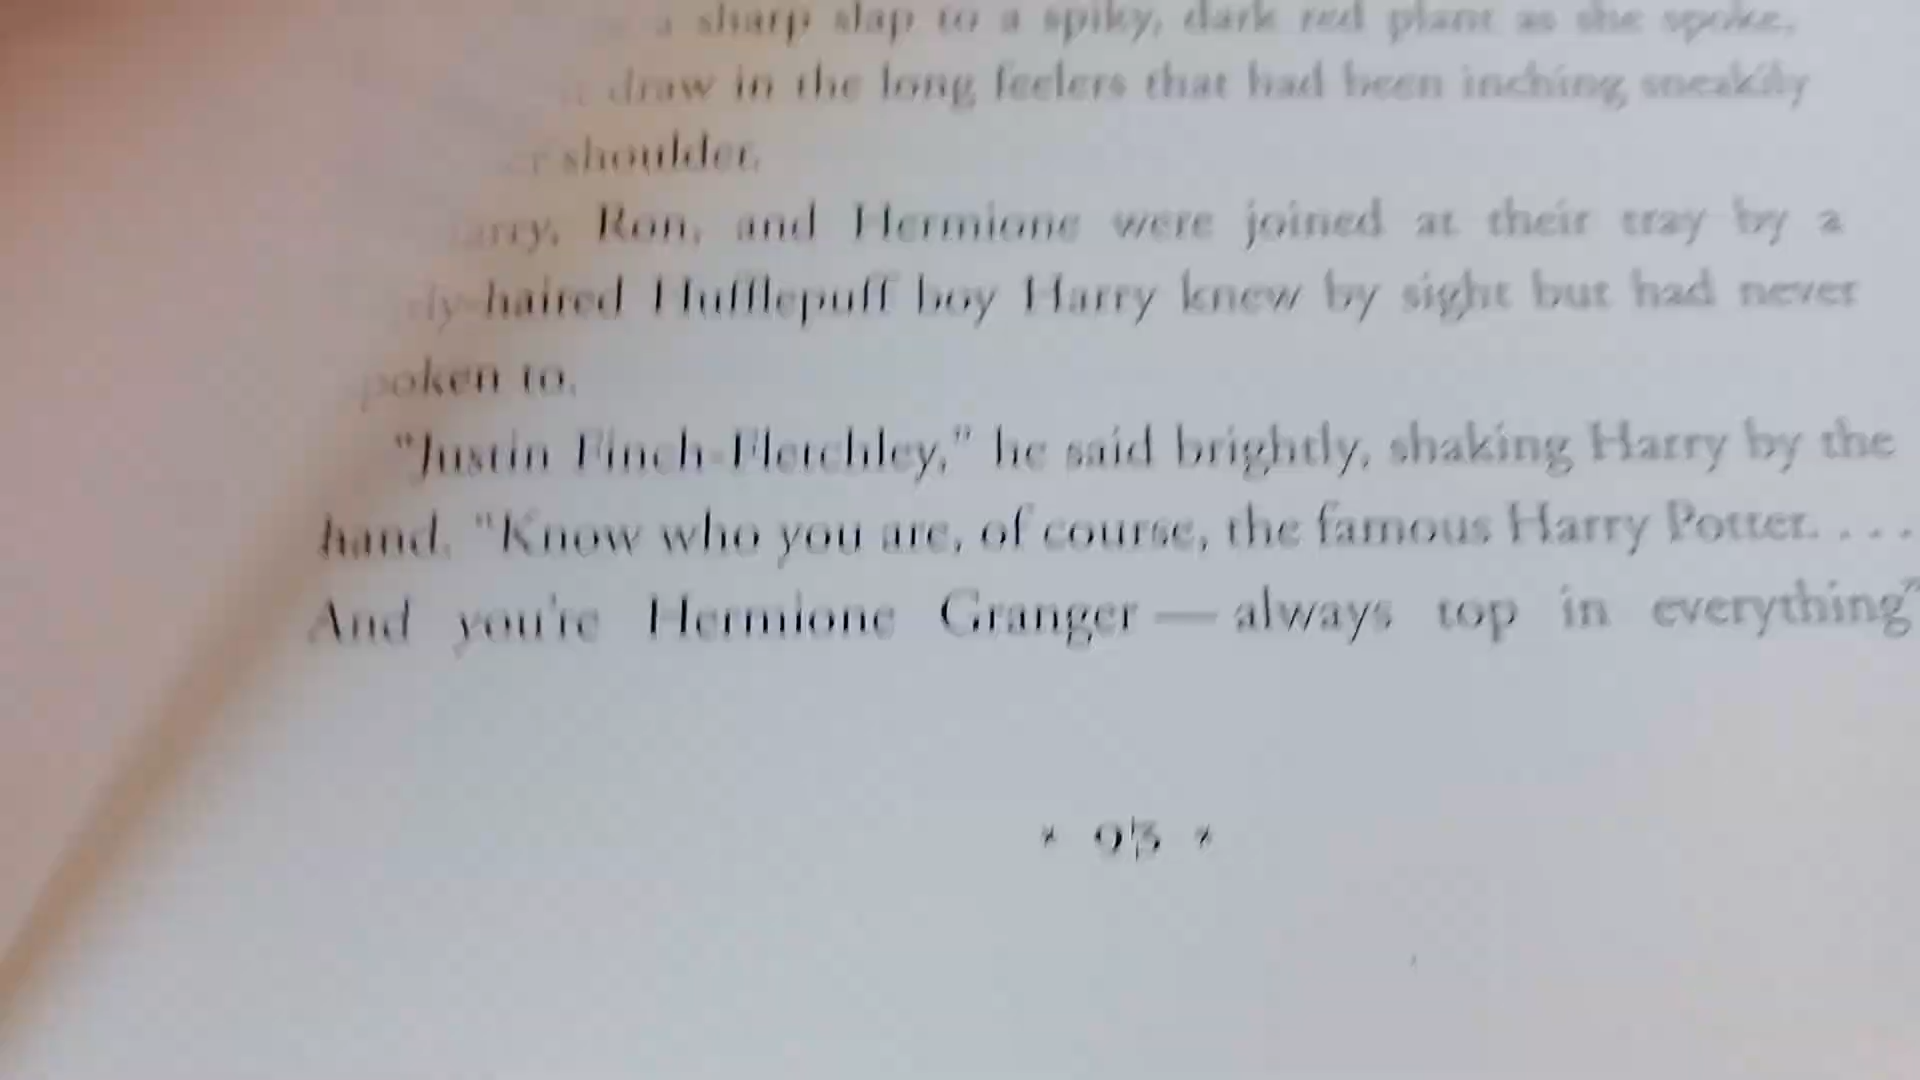 a sharp slap to a spiky, dark red plant as she spoke,
draw in the long feelers that had been inching sneakily
shoulder.
Ron, and Hermione were joined at their tray by a
haired Hufflepuff boy Harry knew by sight but had never
to.
"Justin Finch-Fletchley," he said brightly, shaking Harry by the
hand. "Know who you are, of course, the famous Harry Potter. . . .
And you're Hermione Granger — always top in everything"
* 93 *